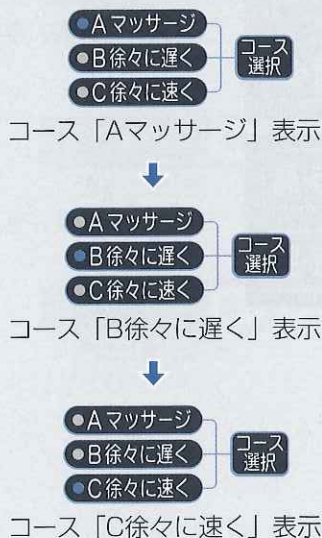 Aマッサージ
B徐々に遅く
C徐々に速く
コース
選択
コース「Aマッサージ」表示
Aマッサージ
B徐々に遅く
C徐々に速く
コース
選択
コース「B徐々に遅く」表示
Aマッサージ
B徐々に遅く
C徐々に速く
コース
選択
コース「C徐々に速く」表示